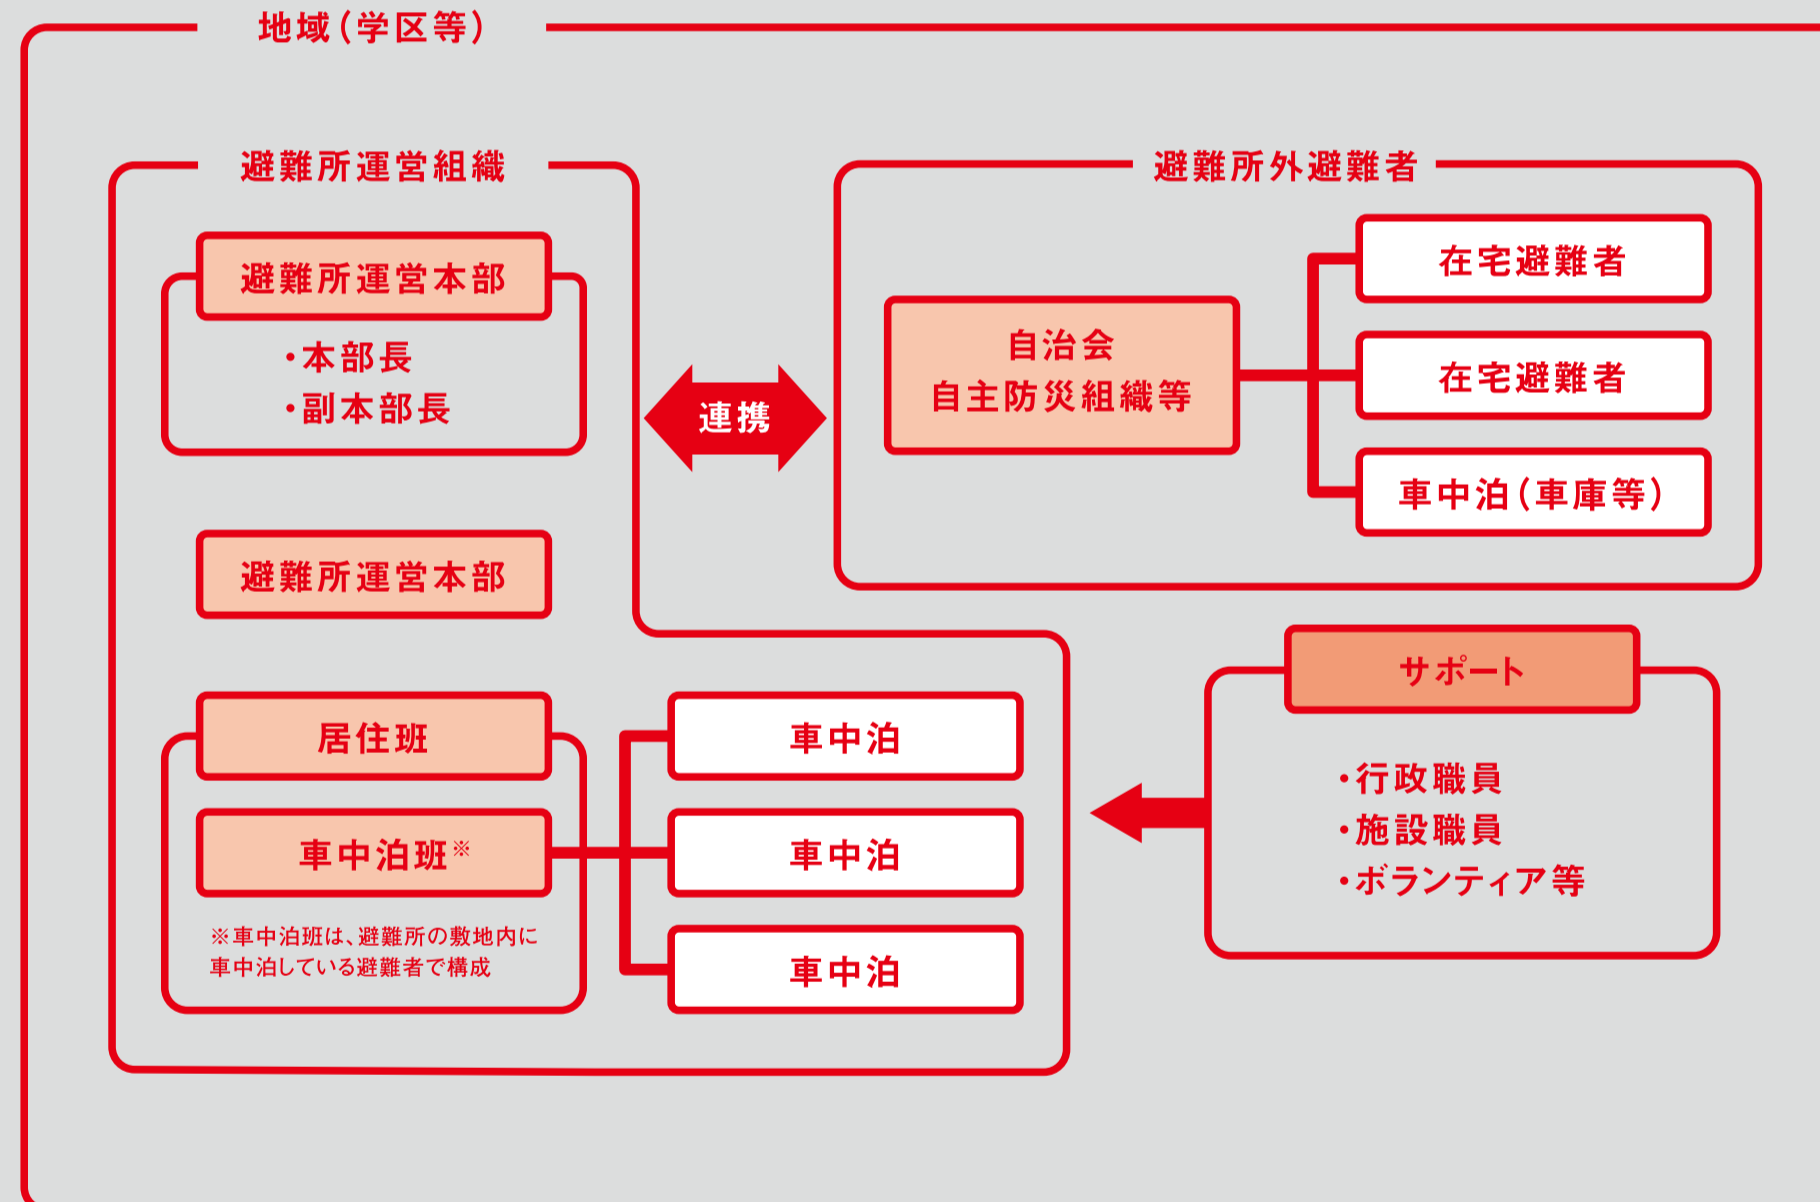 地域(学区等)
避難所運営組織
避難所運営本部
・本部長
・副本部長
避難所運営本部
居住班
車中泊班※
※車中泊班は、避難所の敷地内に
車中泊している避難者で構成
車中泊
車中泊
車中泊
連携
避難所外避難者
自治会
自主防災組織等
在宅避難者
在宅避難者
車中泊(車庫等)
サポート
・行政職員
・施設職員
・ボランティア等